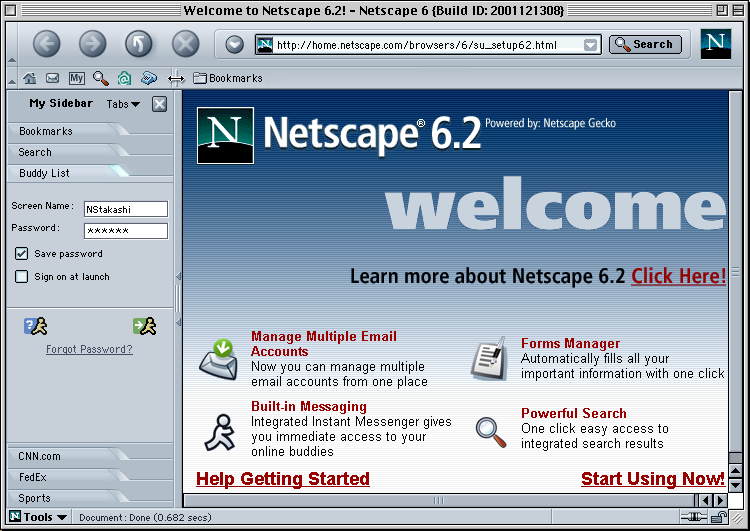 Welcome to Netscape 6.2! - Netscape 6 {Build ID: 2001121308}
http://home.netscape.com/browsers/6/su_setup62.html
Search
N
My
Bookmarks
My Sidebar
Tabs
Bookmarks
Search
Buddy List
Screen Name:
NStakashi
Password:
******
Save password
Sign on at launch
?
Forgot Password?
CNN.com
FedEx
Sports
N
Netscape® 6.2
Powered by: Netscape Gecko
welcome
Learn more about Netscape 6.2 Click Here!
Manage Multiple Email
Accounts
Now you can manage multiple
email accounts from one place
Forms Manager
Automatically fills all your
important information with one click
Built-in Messaging
Integrated Instant Messenger gives
you immediate access to your
online buddies
Powerful Search
One click easy access to
integrated search results
Help Getting Started
Start Using Now!
N
Tools
Document: Done (0.682 secs)